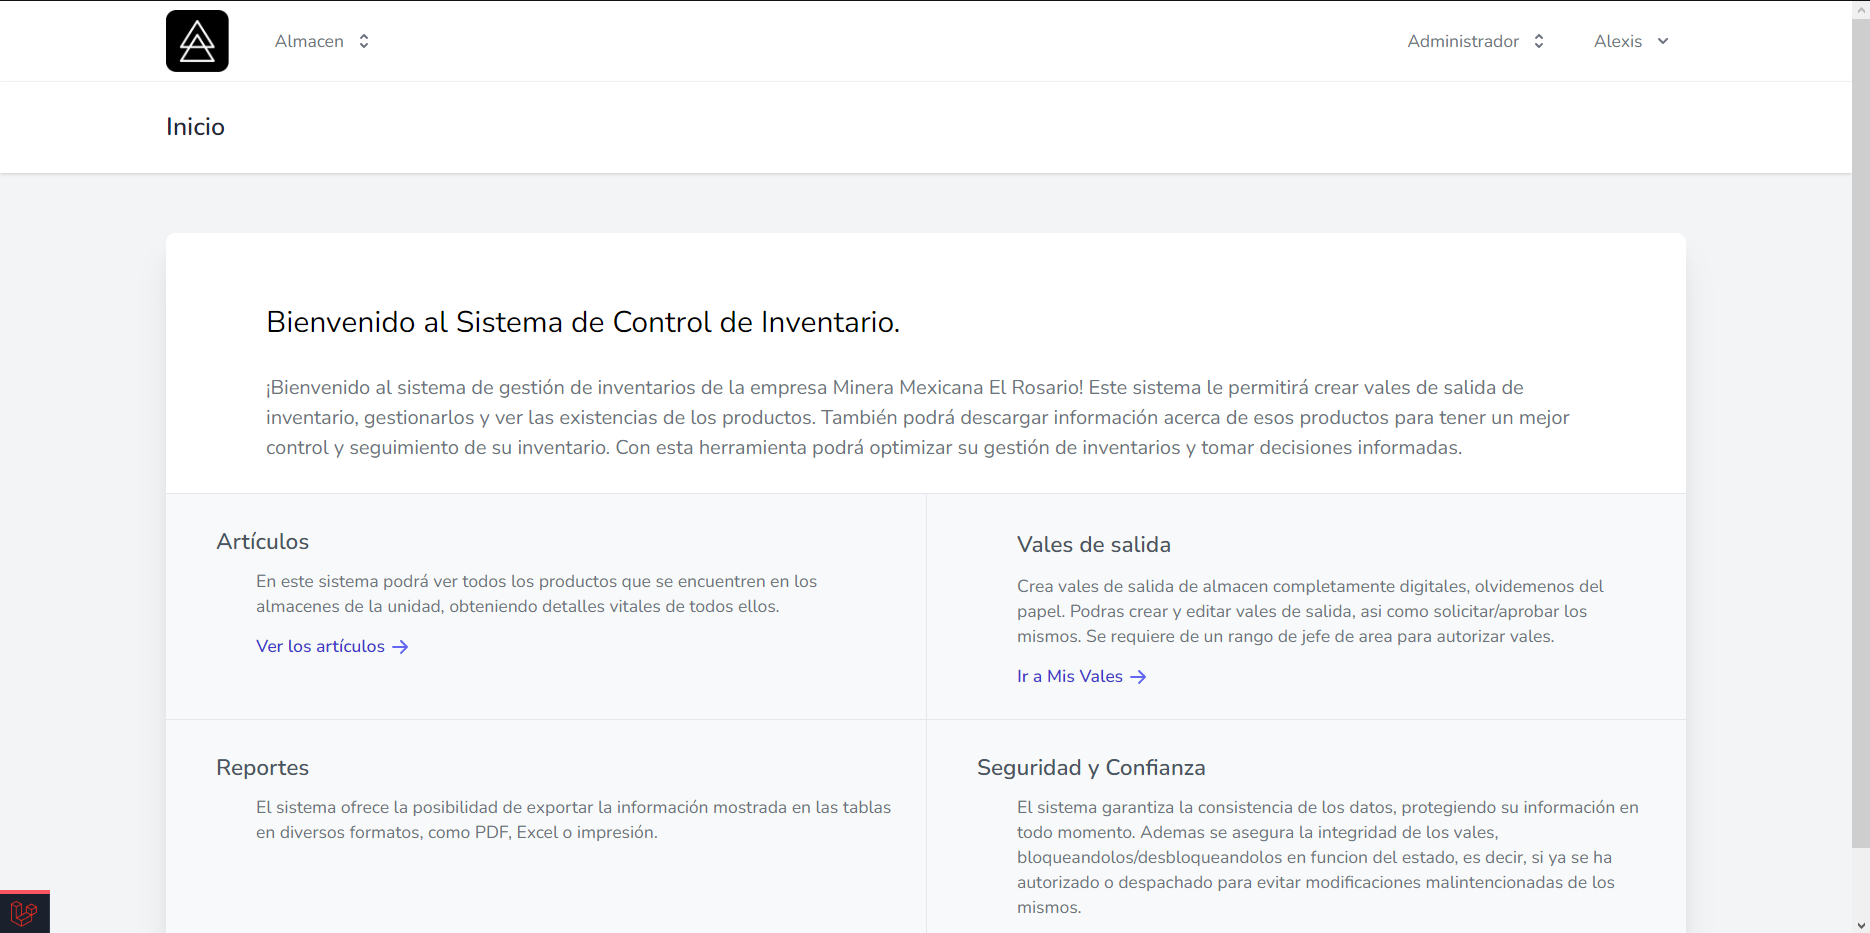 Almacen
Administrador
Alexis
Inicio
Bienvenido al Sistema de Control de Inventario.
¡Bienvenido al sistema de gestión de inventarios de la empresa Minera Mexicana El Rosario! Este sistema le permitirá crear vales de salida de
inventario, gestionarlos y ver las existencias de los productos. También podrá descargar información acerca de esos productos para tener un mejor
control y seguimiento de su inventario. Con esta herramienta podrá optimizar su gestión de inventarios y tomar decisiones informadas.
Artículos
En este sistema podrá ver todos los productos que se encuentren en los
almacenes de la unidad, obteniendo detalles vitales de todos ellos.
Ver los artículos
Vales de salida
Crea vales de salida de almacen completamente digitales, olvidemenos del
papel. Podras crear y editar vales de salida, asi como solicitar/aprobar los
mismos. Se requiere de un rango de jefe de area para autorizar vales.
Ir a Mis Vales
Reportes
El sistema ofrece la posibilidad de exportar la información mostrada en las tablas
en diversos formatos, como PDF, Excel o impresión.
Seguridad y Confianza
El sistema garantiza la consistencia de los datos, protegiendo su información en
todo momento. Ademas se asegura la integridad de los vales,
bloqueandolos/desbloqueandolos en funcion del estado, es decir, si ya se ha
autorizado o despachado para evitar modificaciones malintencionadas de los
mismos.